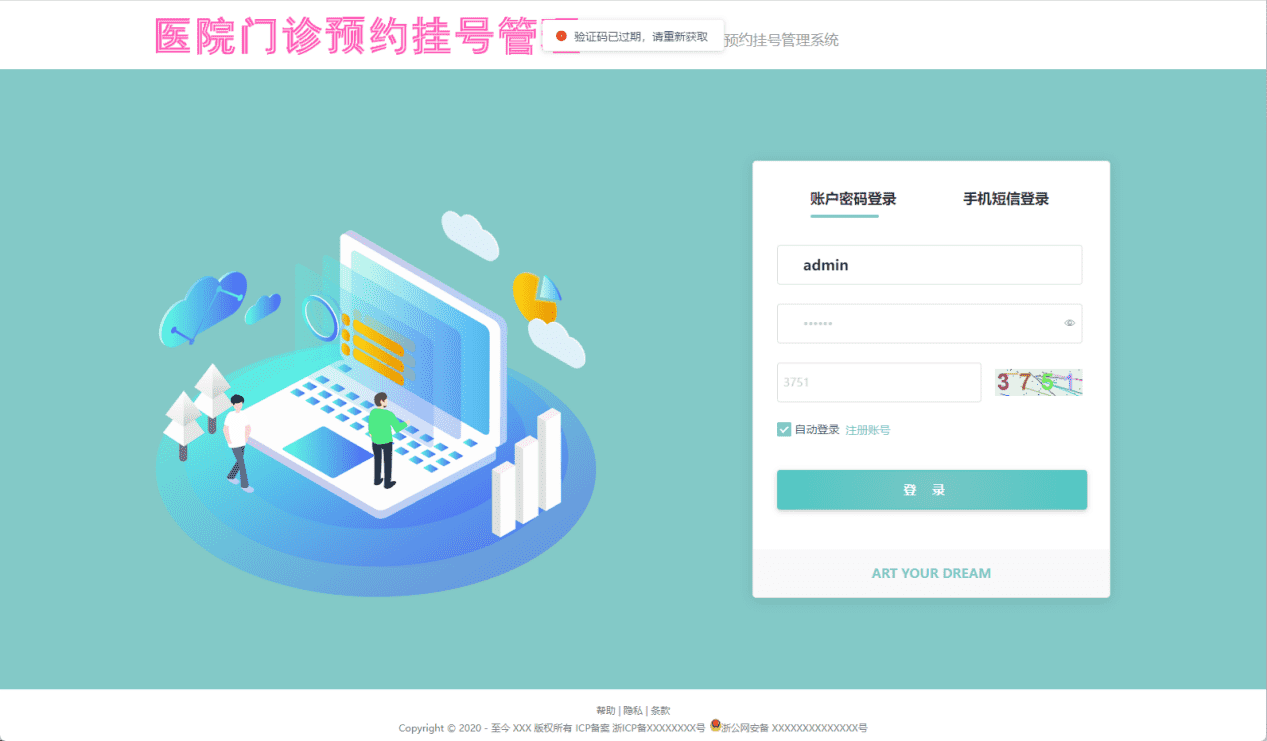 医院门诊预约挂号管
验证码已过期，请重新获取
预约挂号管理系统
账户密码登录
手机短信登录
admin
••••••
3751
3751
自动登录 注册账号
登 录
ART YOUR DREAM
帮助 | 隐私 | 条款
Copyright © 2020 - 至今 XXX 版权所有 ICP备案 浙ICP备XXXXXXXX号 浙公网安备 XXXXXXXXXXXXXX号